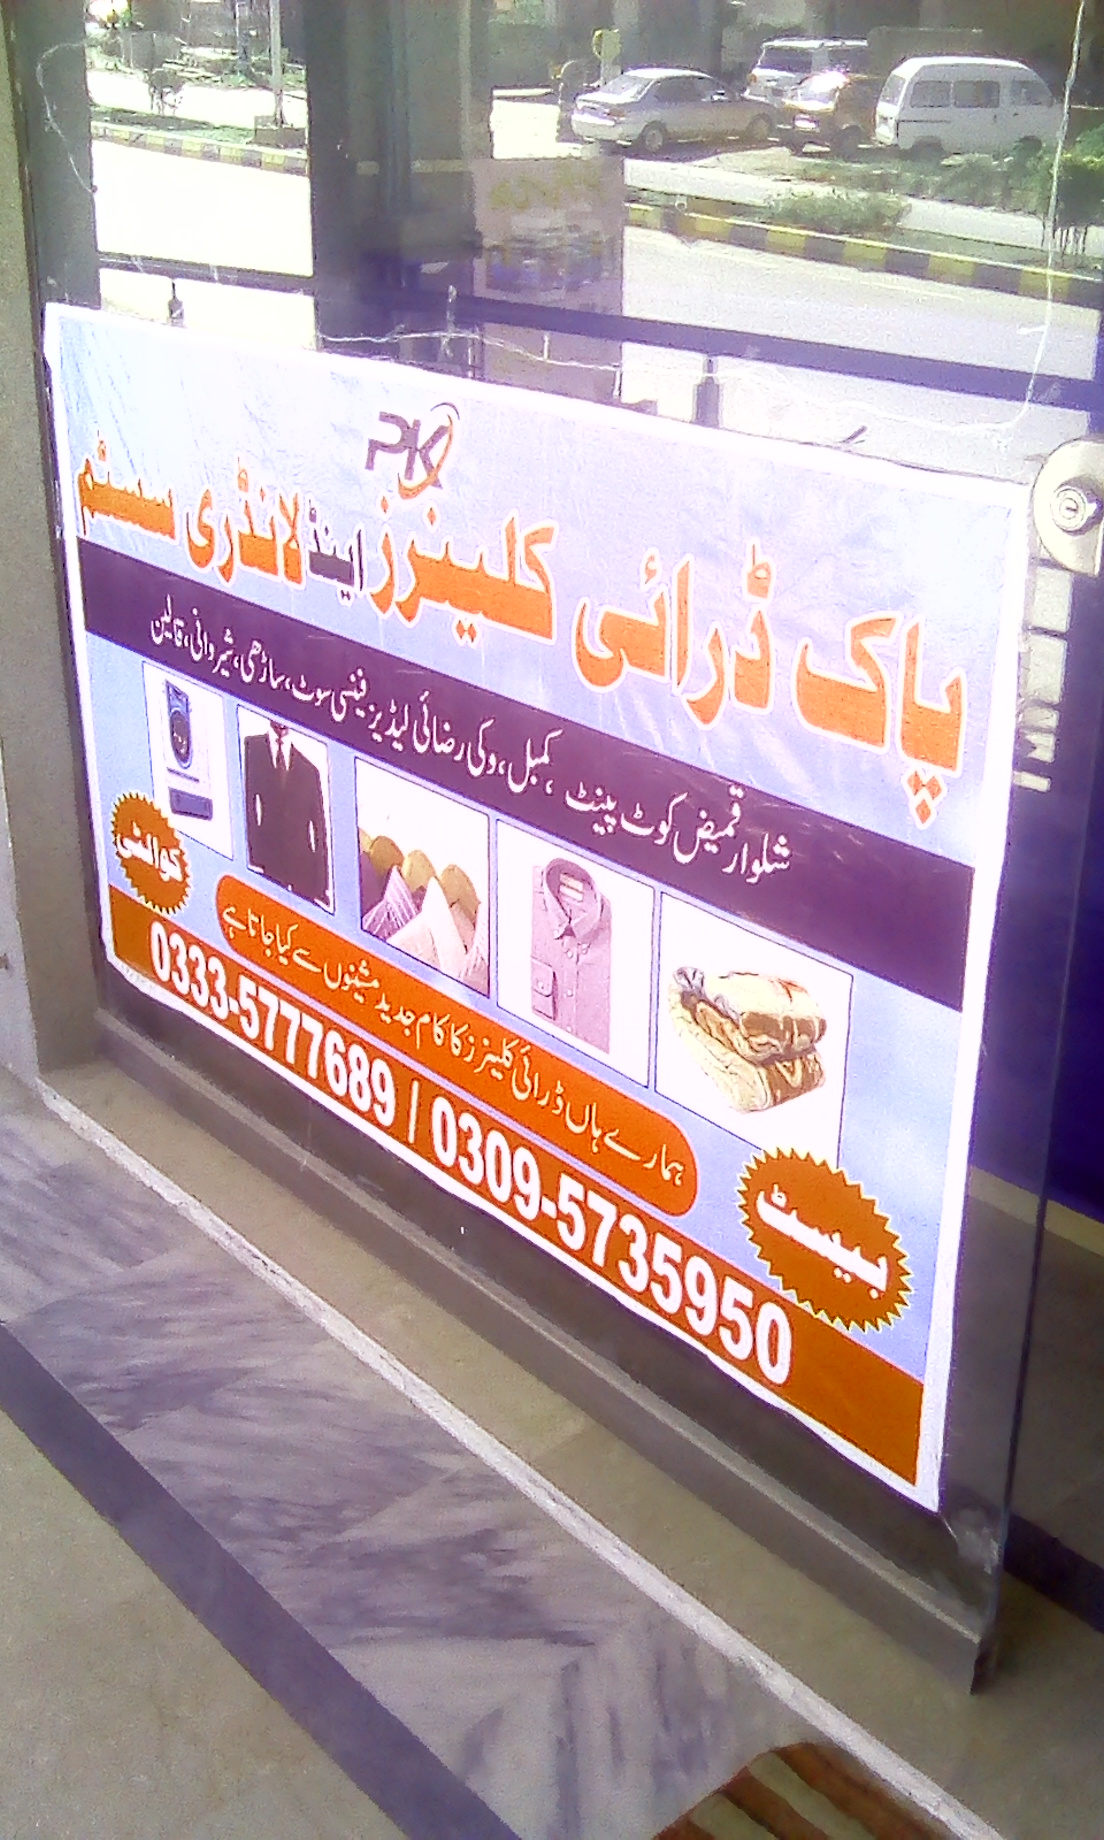 PK
پاک ڈرائی کلینرز اینڈ لانڈری سسٹم
شلوار قمیض کوٹ پینٹ، کمبل، وکی رضائی لیڈیز فینسی سوٹ، ساڑھی، شیروانی، قالین
کوالٹی
ہمارے ہاں ڈرائی کلینرز کا کام جدید مشینوں سے کیا جاتا ہے
بیسٹ
0333-5777689 / 0309-5735950